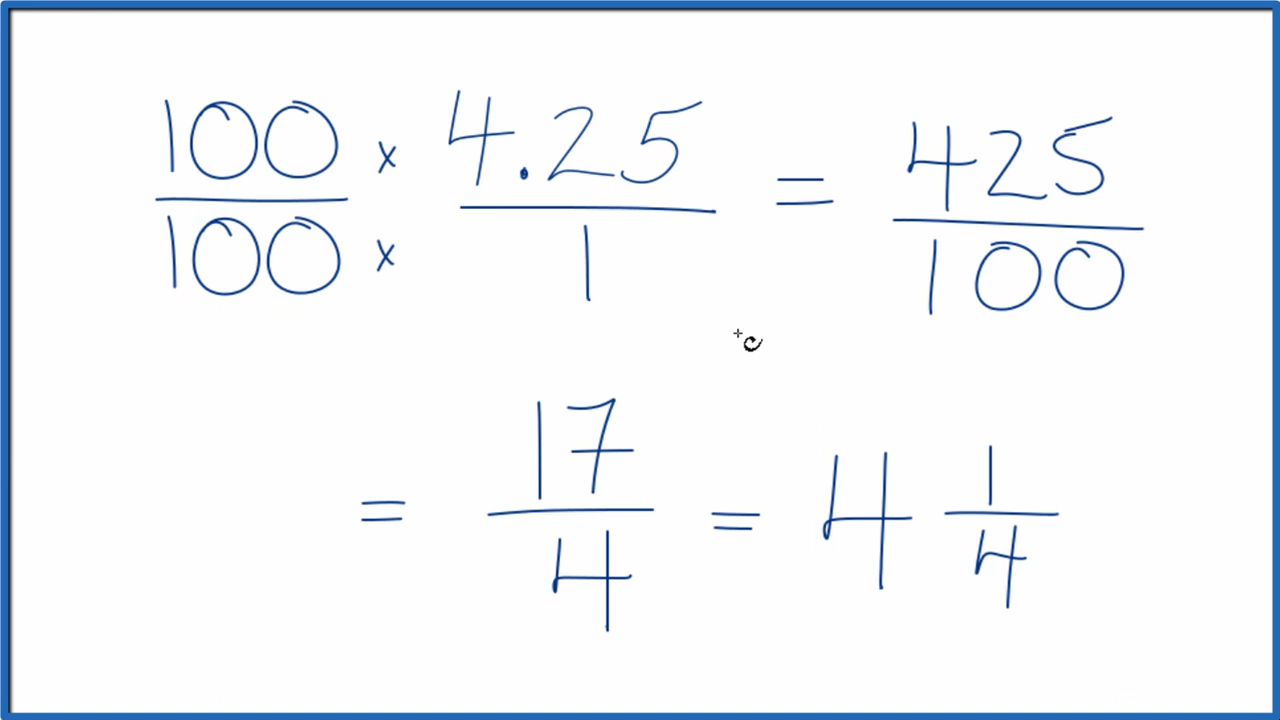 100/100 × 4.25/1 = 425/100
= 17/4 = 4 1/4